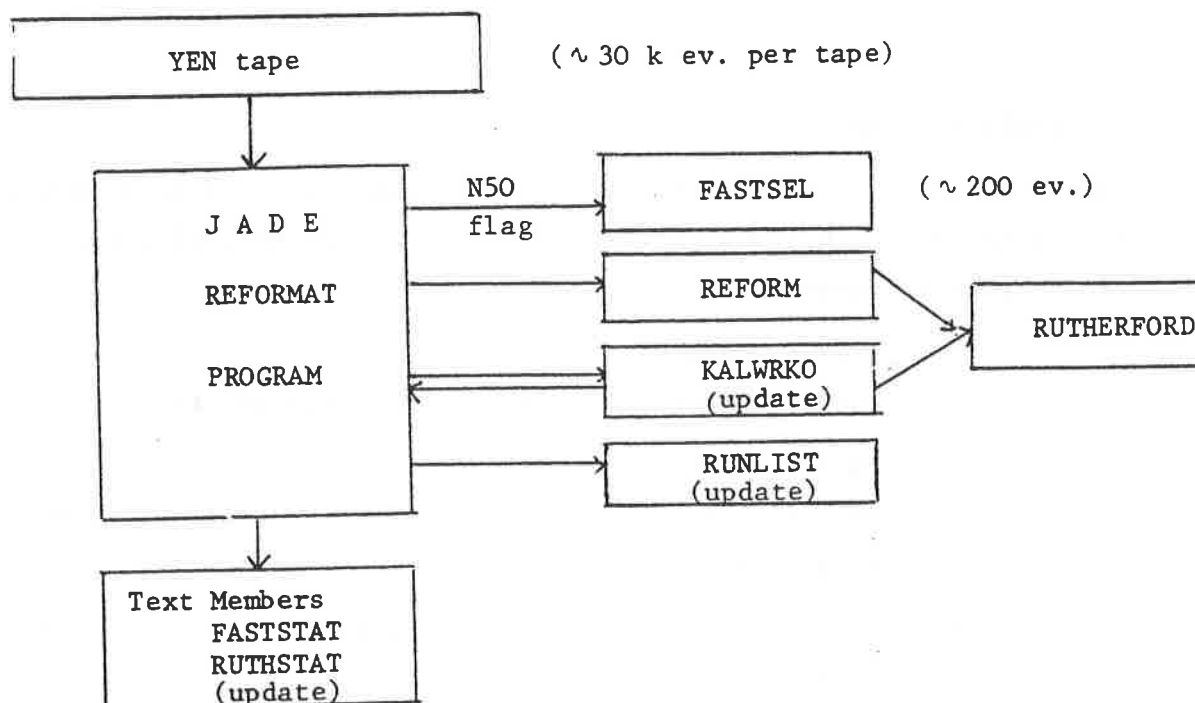 YEN tape
(~ 30 k ev. per tape)
J A D E
REFORMAT
PROGRAM
N50
flag
FASTSEL
(~ 200 ev.)
REFORM
KALWRKO
(update)
RUTHERFORD
RUNLIST
(update)
Text Members
FASTSTAT
RUTHSTAT
(update)